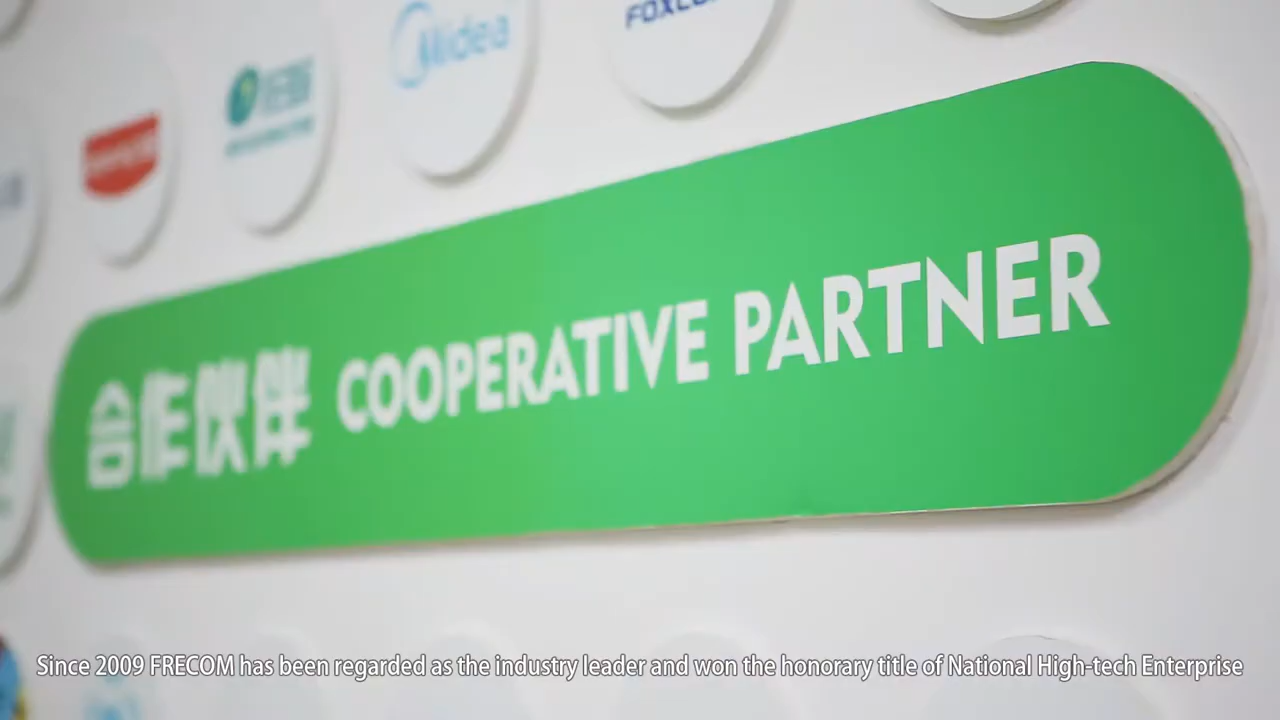 Midea
合作伙伴 COOPERATIVE PARTNER
Since 2009 FRECOM has been regarded as the industry leader and won the honorary title of National High-tech Enterprise